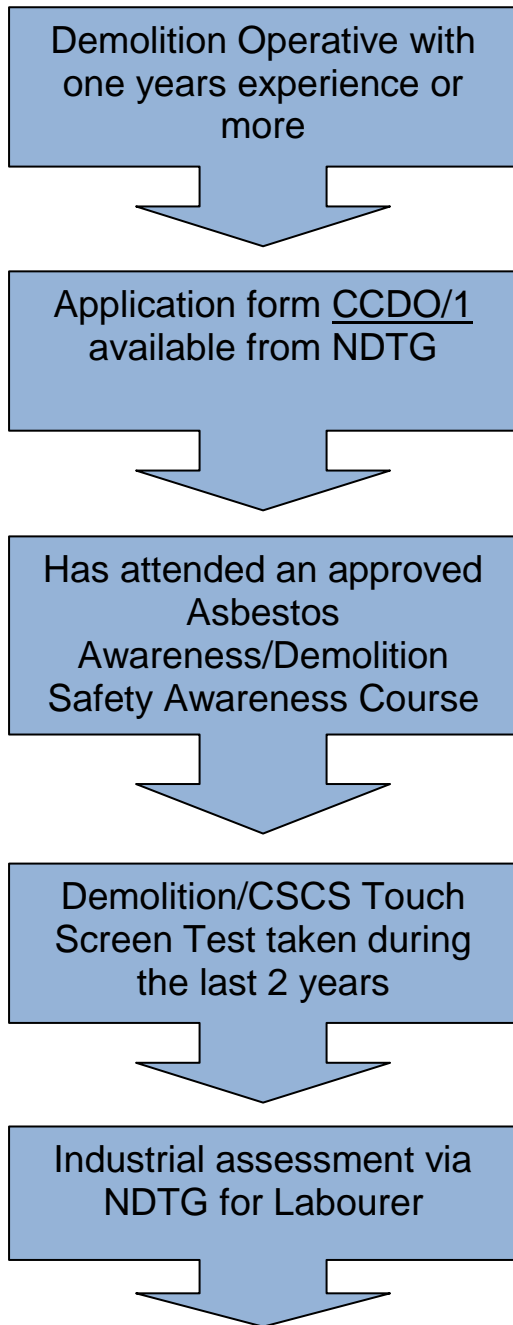 Demolition Operative with
one years experience or
more
Application form CCDO/1
available from NDTG
Has attended an approved
Asbestos
Awareness/Demolition
Safety Awareness Course
Demolition/CSCS Touch
Screen Test taken during
the last 2 years
Industrial assessment via
NDTG for Labourer